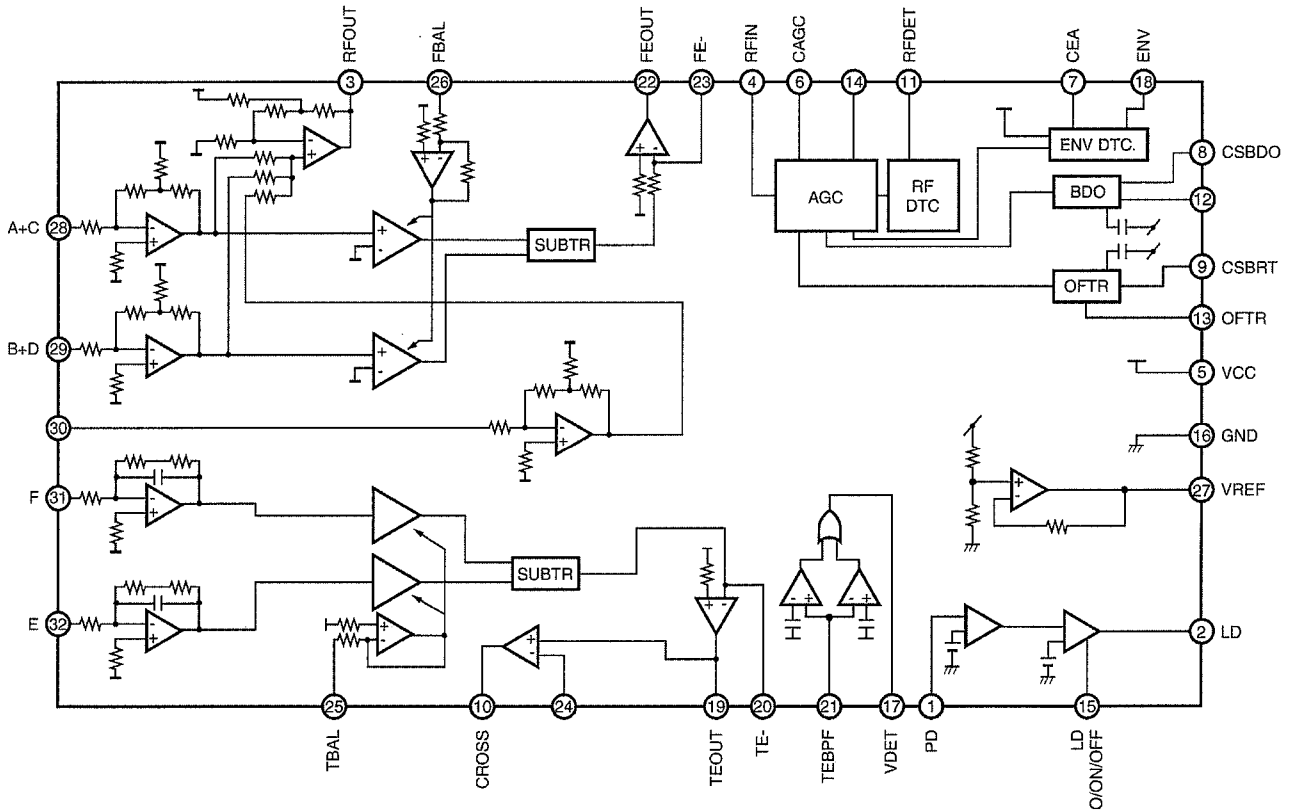 RFOUT
FBAL
FEOUT
FE-
RFIN
CAGC
RFDET
CEA
ENV
3
26
22
23
4
6
14
11
7
18
ENV DTC.
8 CSBDO
AGC
RF
DTC
BDO
12
A+C 28
SUBTR
9 CSBRT
OFTR
13 OFTR
B+D 29
5 VCC
30
16 GND
F 31
27 VREF
SUBTR
E 32
2 LD
25
10
24
19
20
21
17
1
15
TBAL
CROSS
TEOUT
TE-
TEBPF
VDET
PD
LD
O/ON/OFF